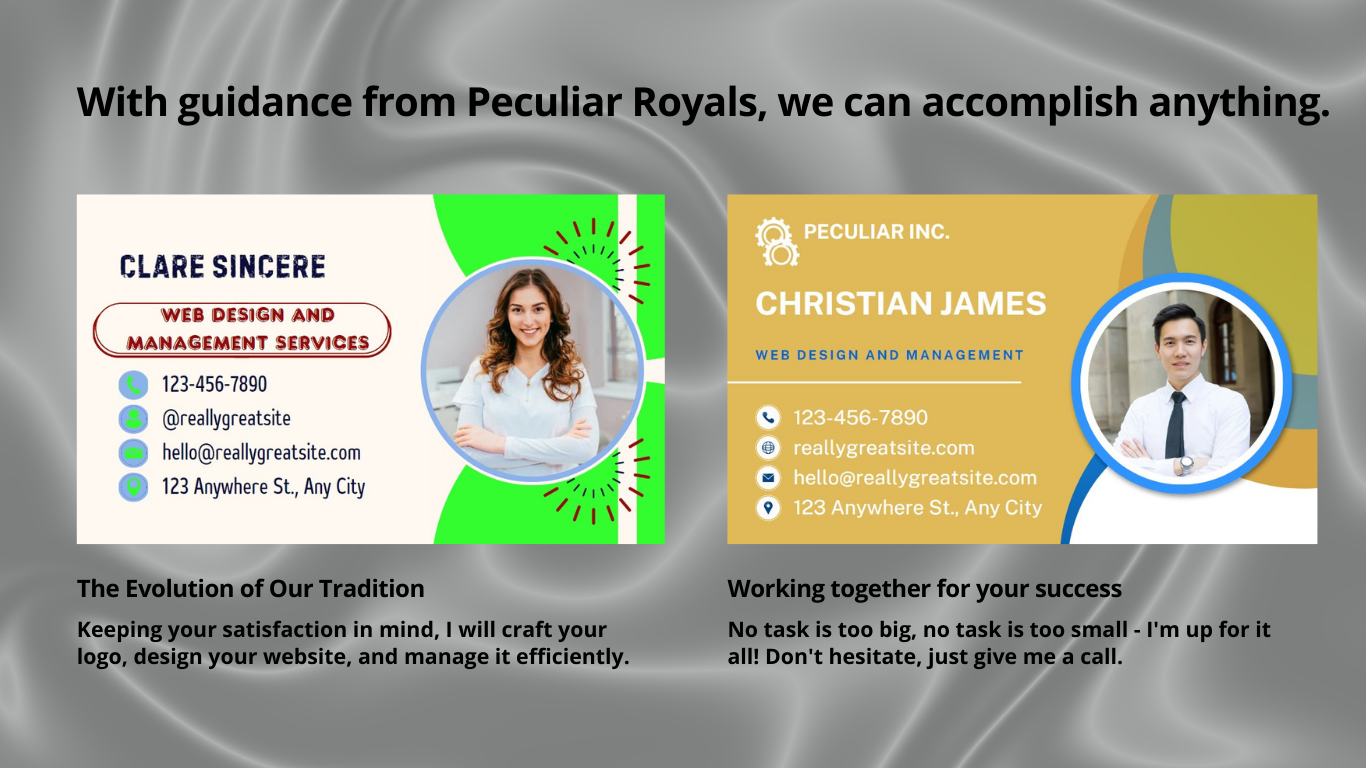 With guidance from Peculiar Royals, we can accomplish anything.
CLARE SINCERE
WEB DESIGN AND
MANAGEMENT SERVICES
123-456-7890
@reallygreatsite
hello@reallygreatsite.com
123 Anywhere St., Any City
PECULIAR INC.
CHRISTIAN JAMES
WEB DESIGN AND MANAGEMENT
123-456-7890
reallygreatsite.com
hello@reallygreatsite.com
123 Anywhere St., Any City
The Evolution of Our Tradition
Keeping your satisfaction in mind, I will craft your
logo, design your website, and manage it efficiently.
Working together for your success
No task is too big, no task is too small - I'm up for it
all! Don't hesitate, just give me a call.